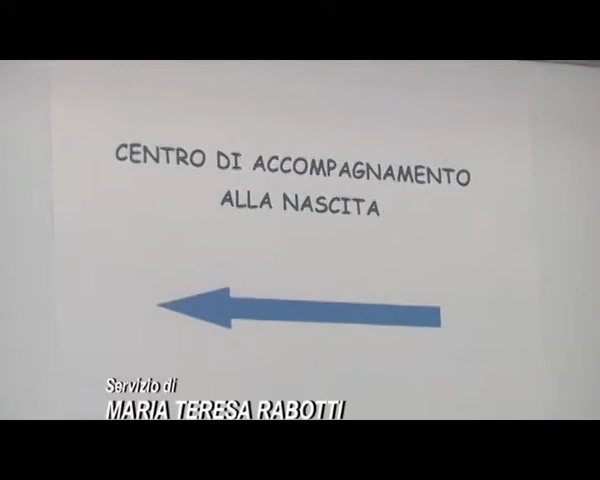 CENTRO DI ACCOMPAGNAMENTO
ALLA NASCITA
Servizio di
MARIA TERESA RABOTTI